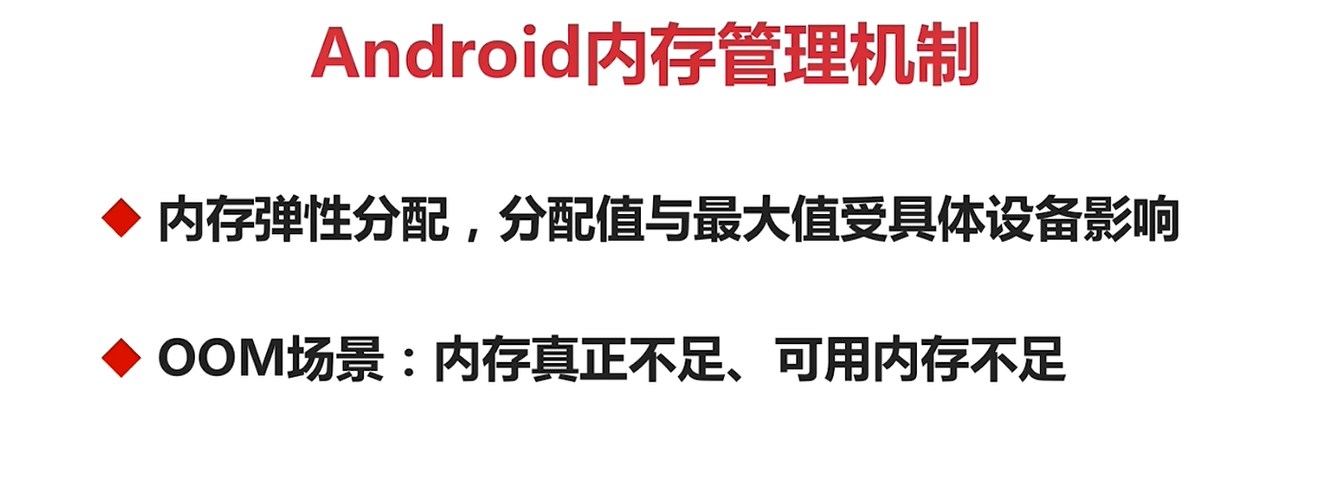 Android内存管理机制
内存弹性分配，分配值与最大值受具体设备影响
OOM场景：内存真正不足、可用内存不足